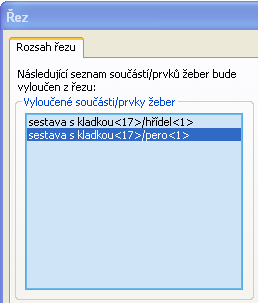 Řez
Rozsah řezu
Následující seznam součástí/prvků žeber bude
vyloučen z řezu:
Vyloučené součásti/prvky žeber
sestava s kladkou<17>/hřídel<1>
sestava s kladkou<17>/pero<1>